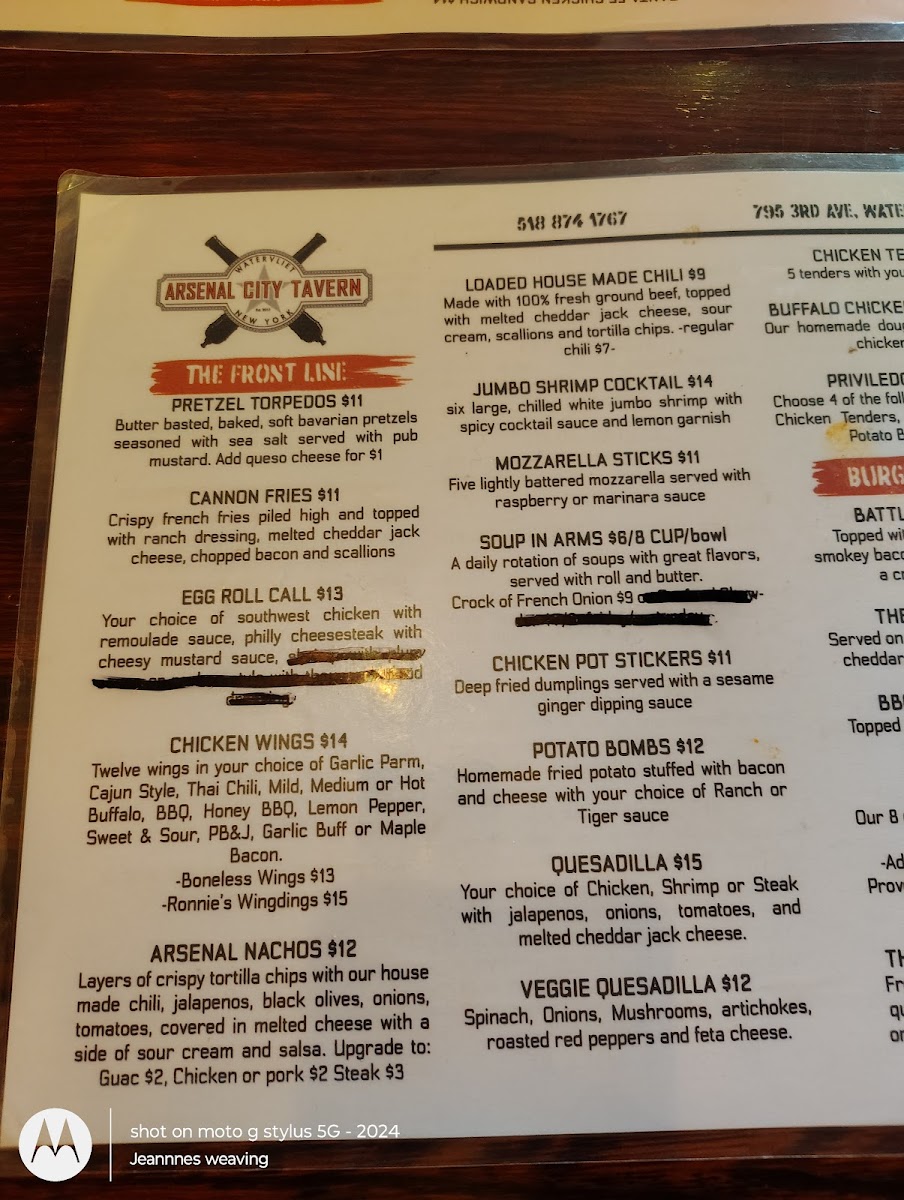 WATERVLIET
ARSENAL CITY TAVERN
NEW YORK
THE FRONT LINE
PRETZEL TORPEDOS $11
Butter basted, baked, soft bavarian pretzels
seasoned with sea salt served with pub
mustard. Add queso cheese for $1
CANNON FRIES $11
Crispy french fries piled high and topped
with ranch dressing, melted cheddar jack
cheese, chopped bacon and scallions
EGG ROLL CALL $13
Your choice of southwest chicken with
remoulade sauce, philly cheesesteak with
cheesy mustard sauce,
CHICKEN WINGS $14
Twelve wings in your choice of Garlic Parm,
Cajun Style, Thai Chili, Mild, Medium or Hot
Buffalo, BBQ, Honey BBQ, Lemon Pepper,
Sweet & Sour, PB&J, Garlic Buff or Maple
Bacon.
-Boneless Wings $13
-Ronnie's Wingdings $15
ARSENAL NACHOS $12
Layers of crispy tortilla chips with our house
made chili, jalapenos, black olives, onions,
tomatoes, covered in melted cheese with a
side of sour cream and salsa. Upgrade to:
Guac $2, Chicken or pork $2 Steak $3
518 874 1767
LOADED HOUSE MADE CHILI $9
Made with 100% fresh ground beef, topped
with melted cheddar jack cheese, sour
cream, scallions and tortilla chips. -regular
chili $7-
JUMBO SHRIMP COCKTAIL $14
six large, chilled white jumbo shrimp with
spicy cocktail sauce and lemon garnish
MOZZARELLA STICKS $11
Five lightly battered mozzarella served with
raspberry or marinara sauce
SOUP IN ARMS $6/8 CUP/bowl
A daily rotation of soups with great flavors,
served with roll and butter.
Crock of French Onion $9
CHICKEN POT STICKERS $11
Deep fried dumplings served with a sesame
ginger dipping sauce
POTATO BOMBS $12
Homemade fried potato stuffed with bacon
and cheese with your choice of Ranch or
Tiger sauce
QUESADILLA $15
Your choice of Chicken, Shrimp or Steak
with jalapenos, onions, tomatoes, and
melted cheddar jack cheese.
VEGGIE QUESADILLA $12
Spinach, Onions, Mushrooms, artichokes,
roasted red peppers and feta cheese.
795 3RD AVE, WATE
CHICKEN TE
5 tenders with you
BUFFALO CHICKE
Our homemade dou
chicken
PRIVILEDG
Choose 4 of the foll
Chicken Tenders,
Potato B
BURG
BATTL
Topped wi
smokey baco
a cr
THE
Served on
cheddar
BB
Topped
Our 8
-Ad
Prov
TH
Fr
qu
on
shot on moto g stylus 5G - 2024
Jeannnes weaving